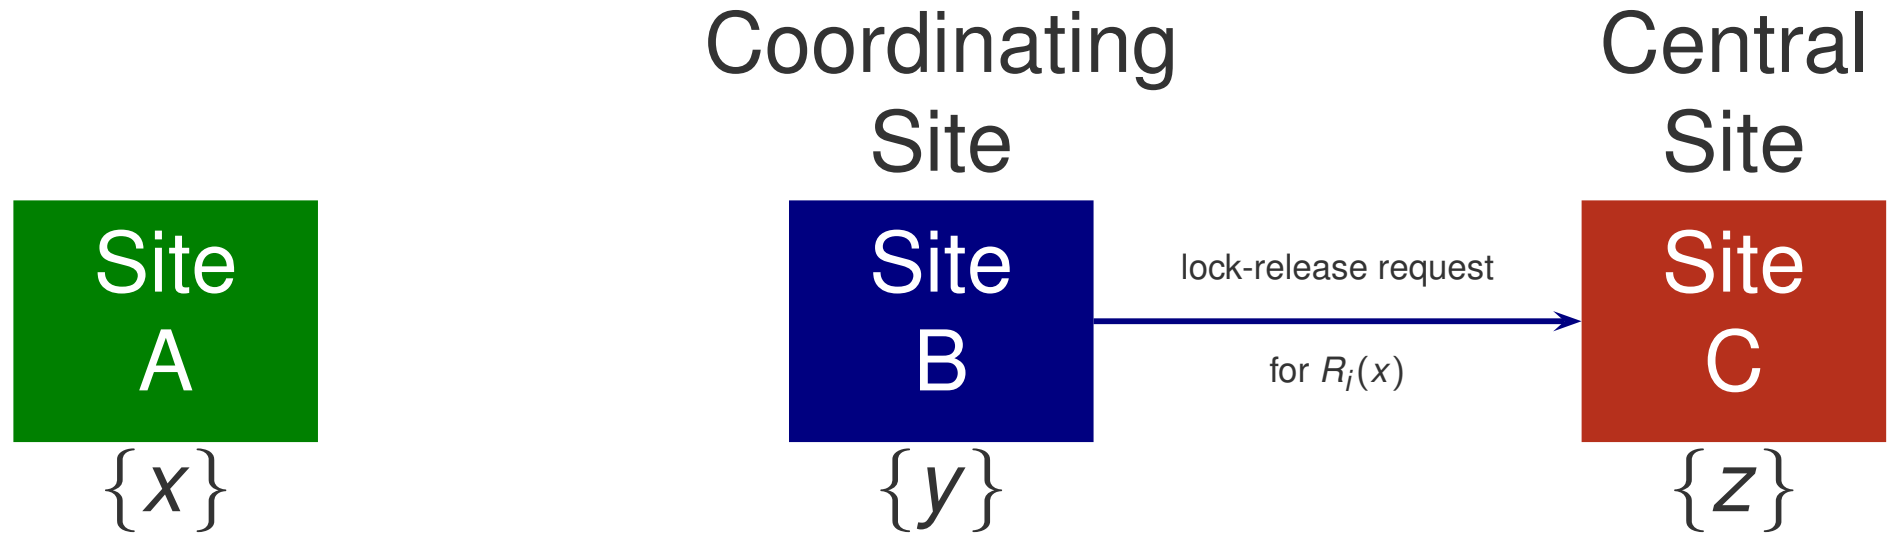 Coordinating
Site
Central
Site
Site
A
{x}
Site
B
{y}
lock-release request
for Rᵢ(x)
Site
C
{z}